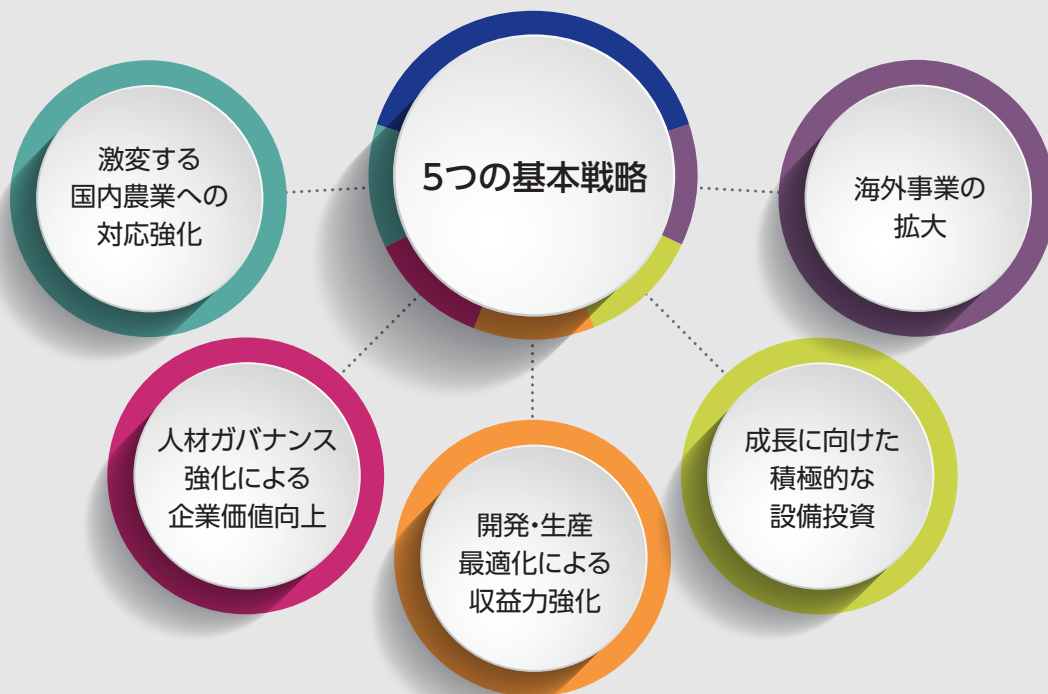 5つの基本戦略
激変する
国内農業への
対応強化
海外事業の
拡大
人材ガバナンス
強化による
企業価値向上
開発・生産
最適化による
収益力強化
成長に向けた
積極的な
設備投資